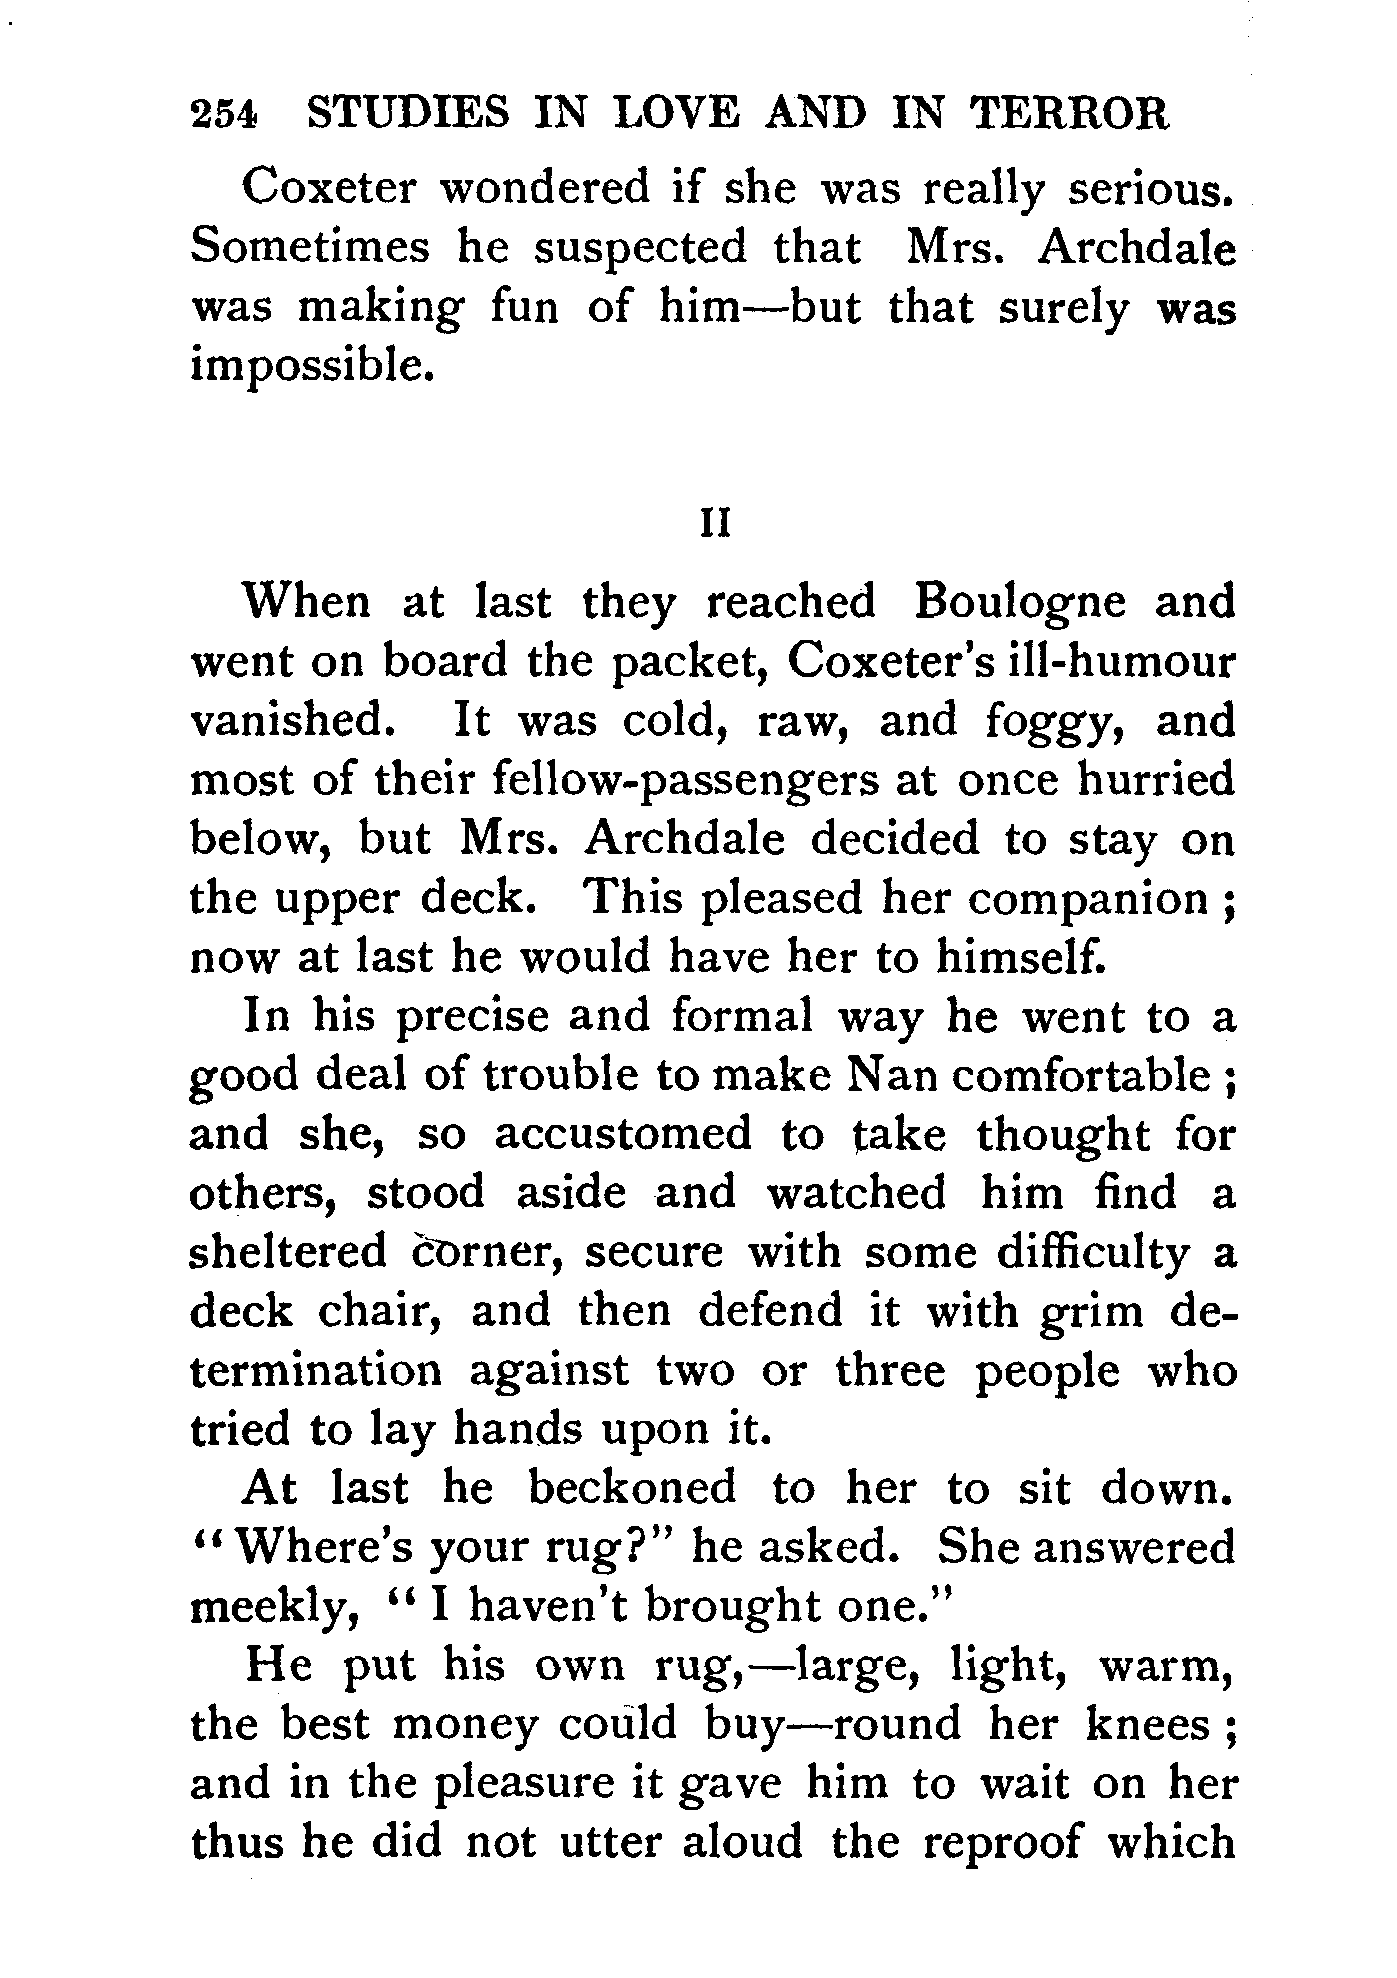 254 STUDIES IN LOVE AND IN TERROR
Coxeter wondered if she was really serious.
Sometimes he suspected that Mrs. Archdale
was making fun of him—but that surely was
impossible.
II
When at last they reached Boulogne and
went on board the packet, Coxeter's ill-humour
vanished. It was cold, raw, and foggy, and
most of their fellow-passengers at once hurried
below, but Mrs. Archdale decided to stay on
the upper deck. This pleased her companion ;
now at last he would have her to himself.
In his precise and formal way he went to a
good deal of trouble to make Nan comfortable ;
and she, so accustomed to take thought for
others, stood aside and watched him find a
sheltered corner, secure with some difficulty a
deck chair, and then defend it with grim de-
termination against two or three people who
tried to lay hands upon it.
At last he beckoned to her to sit down.
“ Where's your rug?” he asked. She answered
meekly, “ I haven't brought one.”
He put his own rug,—large, light, warm,
the best money could buy—round her knees ;
and in the pleasure it gave him to wait on her
thus he did not utter aloud the reproof which